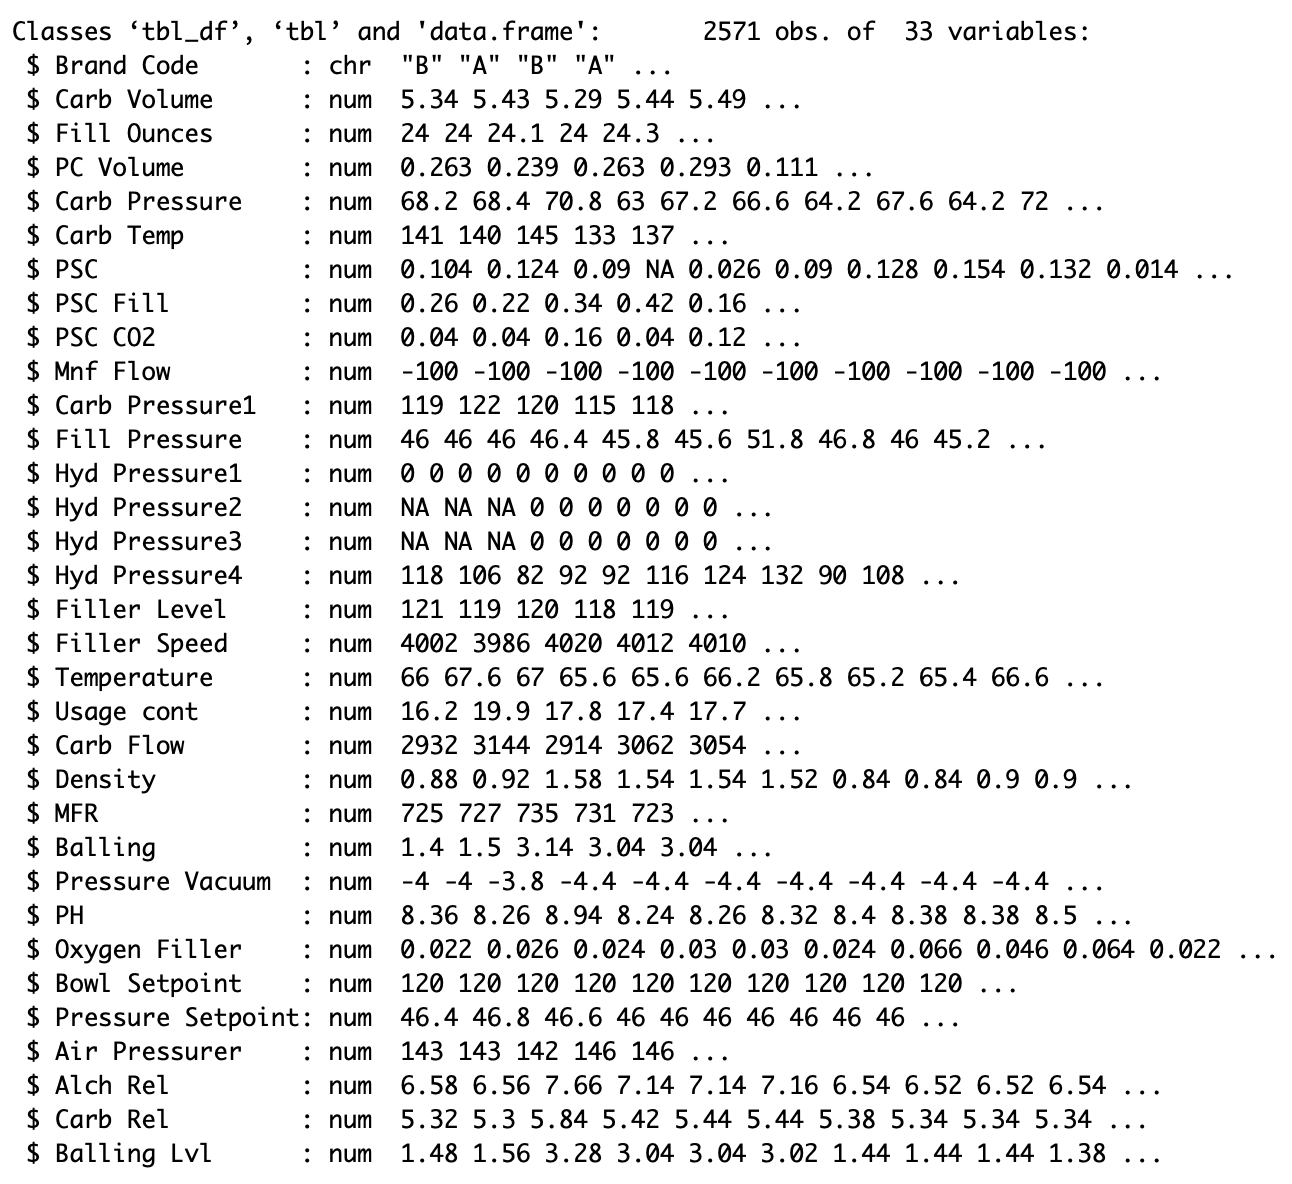 Classes ‘tbl_df’, ‘tbl’ and 'data.frame':	2571 obs. of  33 variables:
 $ Brand Code       : chr  "B" "A" "B" "A" ...
 $ Carb Volume      : num  5.34 5.43 5.29 5.44 5.49 ...
 $ Fill Ounces      : num  24 24 24.1 24 24.3 ...
 $ PC Volume        : num  0.263 0.239 0.263 0.293 0.111 ...
 $ Carb Pressure    : num  68.2 68.4 70.8 63 67.2 66.6 64.2 67.6 64.2 72 ...
 $ Carb Temp        : num  141 140 145 133 137 ...
 $ PSC              : num  0.104 0.124 0.09 NA 0.026 0.09 0.128 0.154 0.132 0.014 ...
 $ PSC Fill         : num  0.26 0.22 0.34 0.42 0.16 ...
 $ PSC CO2          : num  0.04 0.04 0.16 0.04 0.12 ...
 $ Mnf Flow         : num  -100 -100 -100 -100 -100 -100 -100 -100 -100 -100 ...
 $ Carb Pressure1   : num  119 122 120 115 118 ...
 $ Fill Pressure    : num  46 46 46 46.4 45.8 45.6 51.8 46.8 46 45.2 ...
 $ Hyd Pressure1    : num  0 0 0 0 0 0 0 0 0 0 ...
 $ Hyd Pressure2    : num  NA NA NA 0 0 0 0 0 0 0 ...
 $ Hyd Pressure3    : num  NA NA NA 0 0 0 0 0 0 0 ...
 $ Hyd Pressure4    : num  118 106 82 92 92 116 124 132 90 108 ...
 $ Filler Level     : num  121 119 120 118 119 ...
 $ Filler Speed     : num  4002 3986 4020 4012 4010 ...
 $ Temperature      : num  66 67.6 67 65.6 65.6 66.2 65.8 65.2 65.4 66.6 ...
 $ Usage cont       : num  16.2 19.9 17.8 17.4 17.7 ...
 $ Carb Flow        : num  2932 3144 2914 3062 3054 ...
 $ Density          : num  0.88 0.92 1.58 1.54 1.54 1.52 0.84 0.84 0.9 0.9 ...
 $ MFR              : num  725 727 735 731 723 ...
 $ Balling          : num  1.4 1.5 3.14 3.04 3.04 ...
 $ Pressure Vacuum  : num  -4 -4 -3.8 -4.4 -4.4 -4.4 -4.4 -4.4 -4.4 -4.4 ...
 $ PH               : num  8.36 8.26 8.94 8.24 8.26 8.32 8.4 8.38 8.38 8.5 ...
 $ Oxygen Filler    : num  0.022 0.026 0.024 0.03 0.03 0.024 0.066 0.046 0.064 0.022 ...
 $ Bowl Setpoint    : num  120 120 120 120 120 120 120 120 120 120 ...
 $ Pressure Setpoint: num  46.4 46.8 46.6 46 46 46 46 46 46 46 ...
 $ Air Pressurer    : num  143 143 142 146 146 ...
 $ Alch Rel         : num  6.58 6.56 7.66 7.14 7.14 7.16 6.54 6.52 6.52 6.54 ...
 $ Carb Rel         : num  5.32 5.3 5.84 5.42 5.44 5.44 5.38 5.34 5.34 5.34 ...
 $ Balling Lvl      : num  1.48 1.56 3.28 3.04 3.04 3.02 1.44 1.44 1.44 1.38 ...